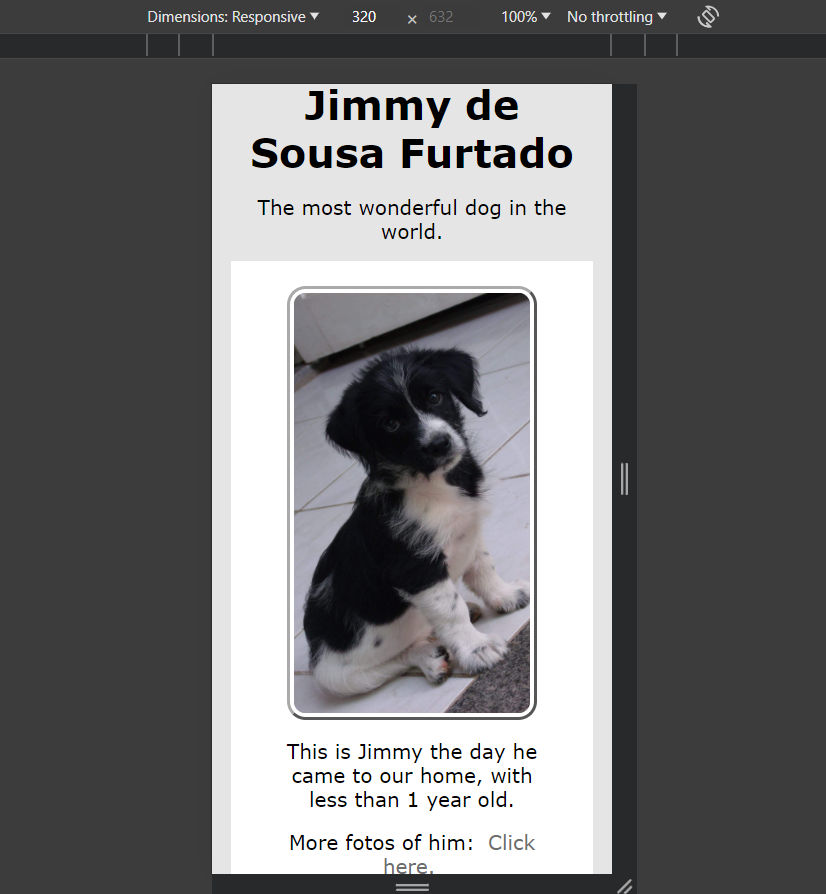 Dimensions: Responsive 320 × 632 100% No throttling
Jimmy de
Sousa Furtado
The most wonderful dog in the
world.
This is Jimmy the day he
came to our home, with
less than 1 year old.
More fotos of him: Click
here.